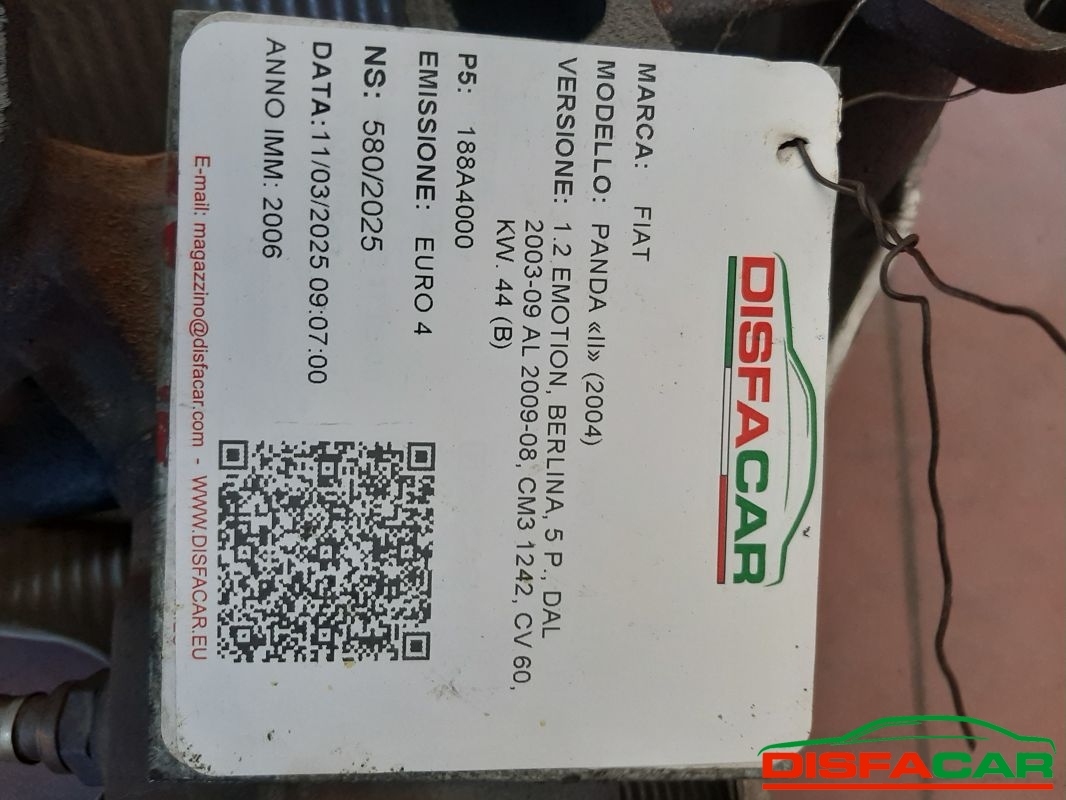 DISFACAR
MARCA: FIAT
MODELLO: PANDA «II» (2004)
VERSIONE: 1.2 EMOTION, BERLINA, 5 P., DAL
2003-09 AL 2009-08, CM3 1242, CV 60,
KW. 44 (B)
P5: 188A4000
EMISSIONE: EURO 4
NS: 580/2025
DATA:11/03/2025 09:07:00
ANNO IMM: 2006
E-mail: magazzino@disfacar.com - WWW.DISFACAR.EU
DISFACAR